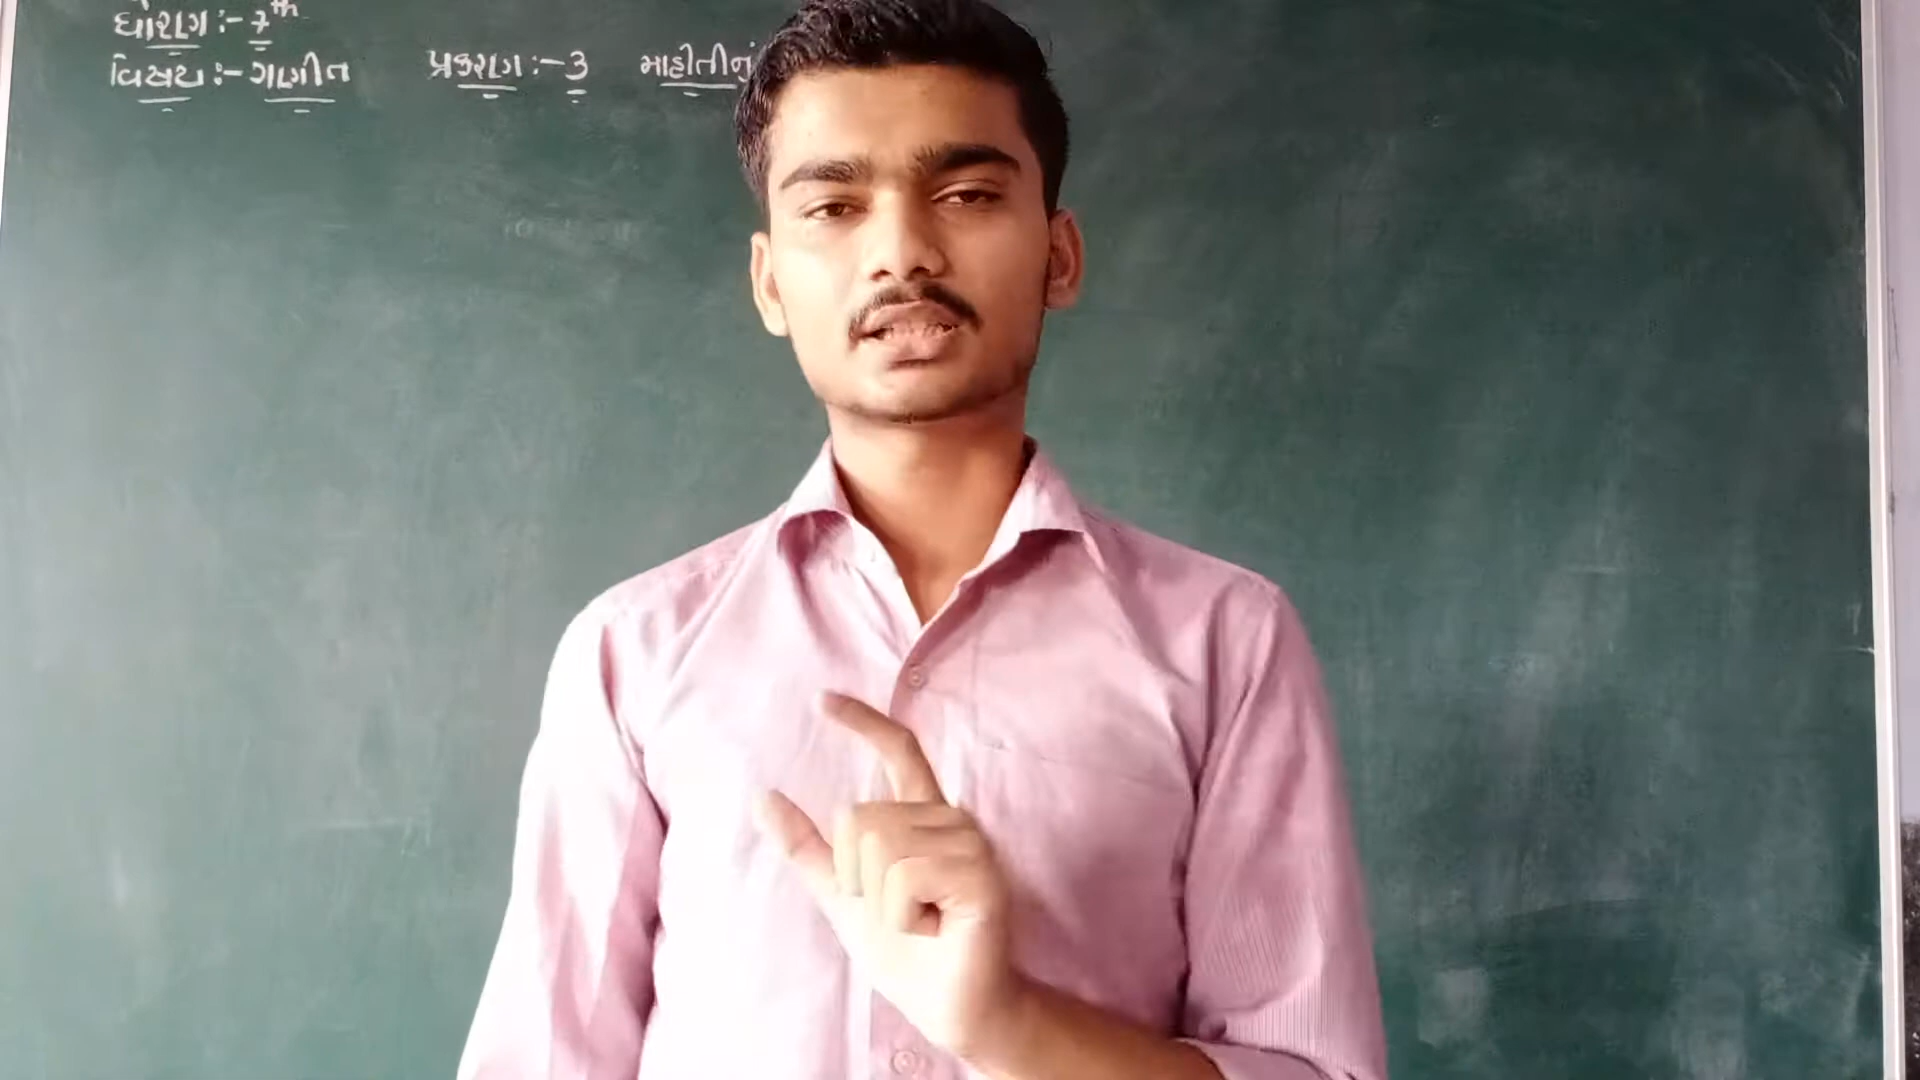 ધોરણ :- 7th
વિષય :- ગણીત પ્રકરણ :- 3 માહીતીનું